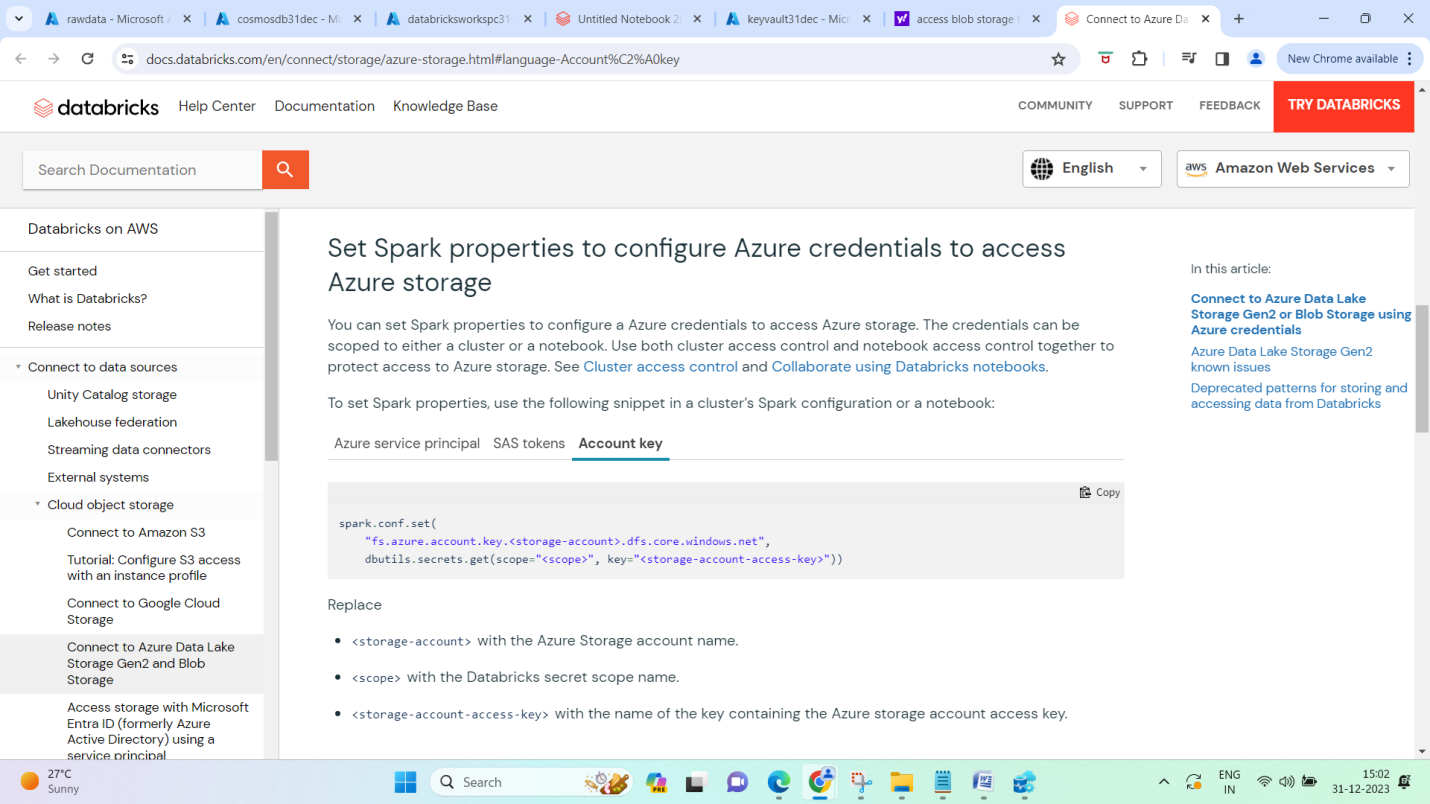 rawdata - Microsoft A
cosmosdb31dec - Mi
databricksworkspc31
Untitled Notebook 2
keyvault31dec - Micr
access blob storage f
Connect to Azure Da
docs.databricks.com/en/connect/storage/azure-storage.html#language-Account%C2%A0key
New Chrome available
databricks
Help Center
Documentation
Knowledge Base
COMMUNITY
SUPPORT
FEEDBACK
TRY DATABRICKS
Search Documentation
English
aws Amazon Web Services
Databricks on AWS
Get started
What is Databricks?
Release notes
Connect to data sources
Unity Catalog storage
Lakehouse federation
Streaming data connectors
External systems
Cloud object storage
Connect to Amazon S3
Tutorial: Configure S3 access
with an instance profile
Connect to Google Cloud
Storage
Connect to Azure Data Lake
Storage Gen2 and Blob
Storage
Access storage with Microsoft
Entra ID (formerly Azure
Active Directory) using a
service principal
Set Spark properties to configure Azure credentials to access
Azure storage
You can set Spark properties to configure a Azure credentials to access Azure storage. The credentials can be
scoped to either a cluster or a notebook. Use both cluster access control and notebook access control together to
protect access to Azure storage. See Cluster access control and Collaborate using Databricks notebooks.
To set Spark properties, use the following snippet in a cluster's Spark configuration or a notebook:
Azure service principal
SAS tokens
Account key
Copy
spark.conf.set(
"fs.azure.account.key.<storage-account>.dfs.core.windows.net",
dbutils.secrets.get(scope="<scope>", key="<storage-account-access-key>"))
Replace
• <storage-account> with the Azure Storage account name.
• <scope> with the Databricks secret scope name.
• <storage-account-access-key> with the name of the key containing the Azure storage account access key.
In this article:
Connect to Azure Data Lake
Storage Gen2 or Blob Storage using
Azure credentials
Azure Data Lake Storage Gen2
known issues
Deprecated patterns for storing and
accessing data from Databricks
27°C
Sunny
Search
PRE
ENG
IN
15:02
31-12-2023